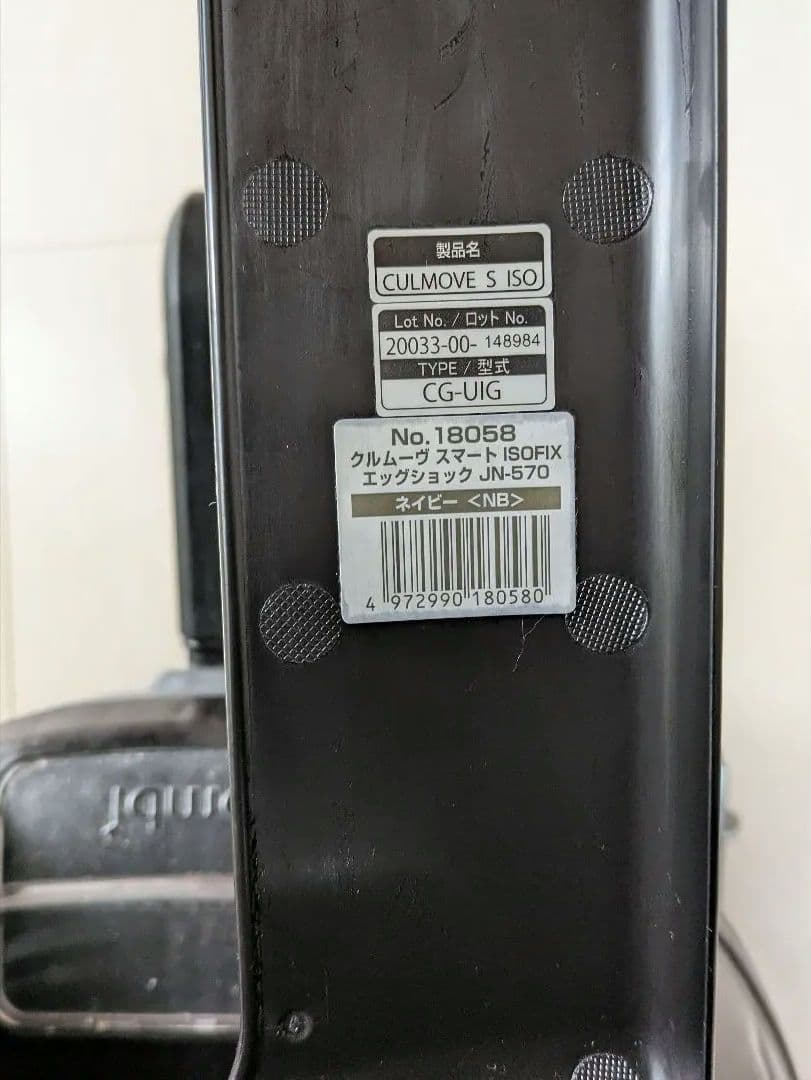 製品名
CULMOVE S ISO
Lot No. / ロット No.
20033-00- 148984
TYPE / 型式
CG-UIG
No.18058
クルムーヴ スマート ISOFIX
エッグショック JN-570
ネイビー <NB>
4 972990 180580